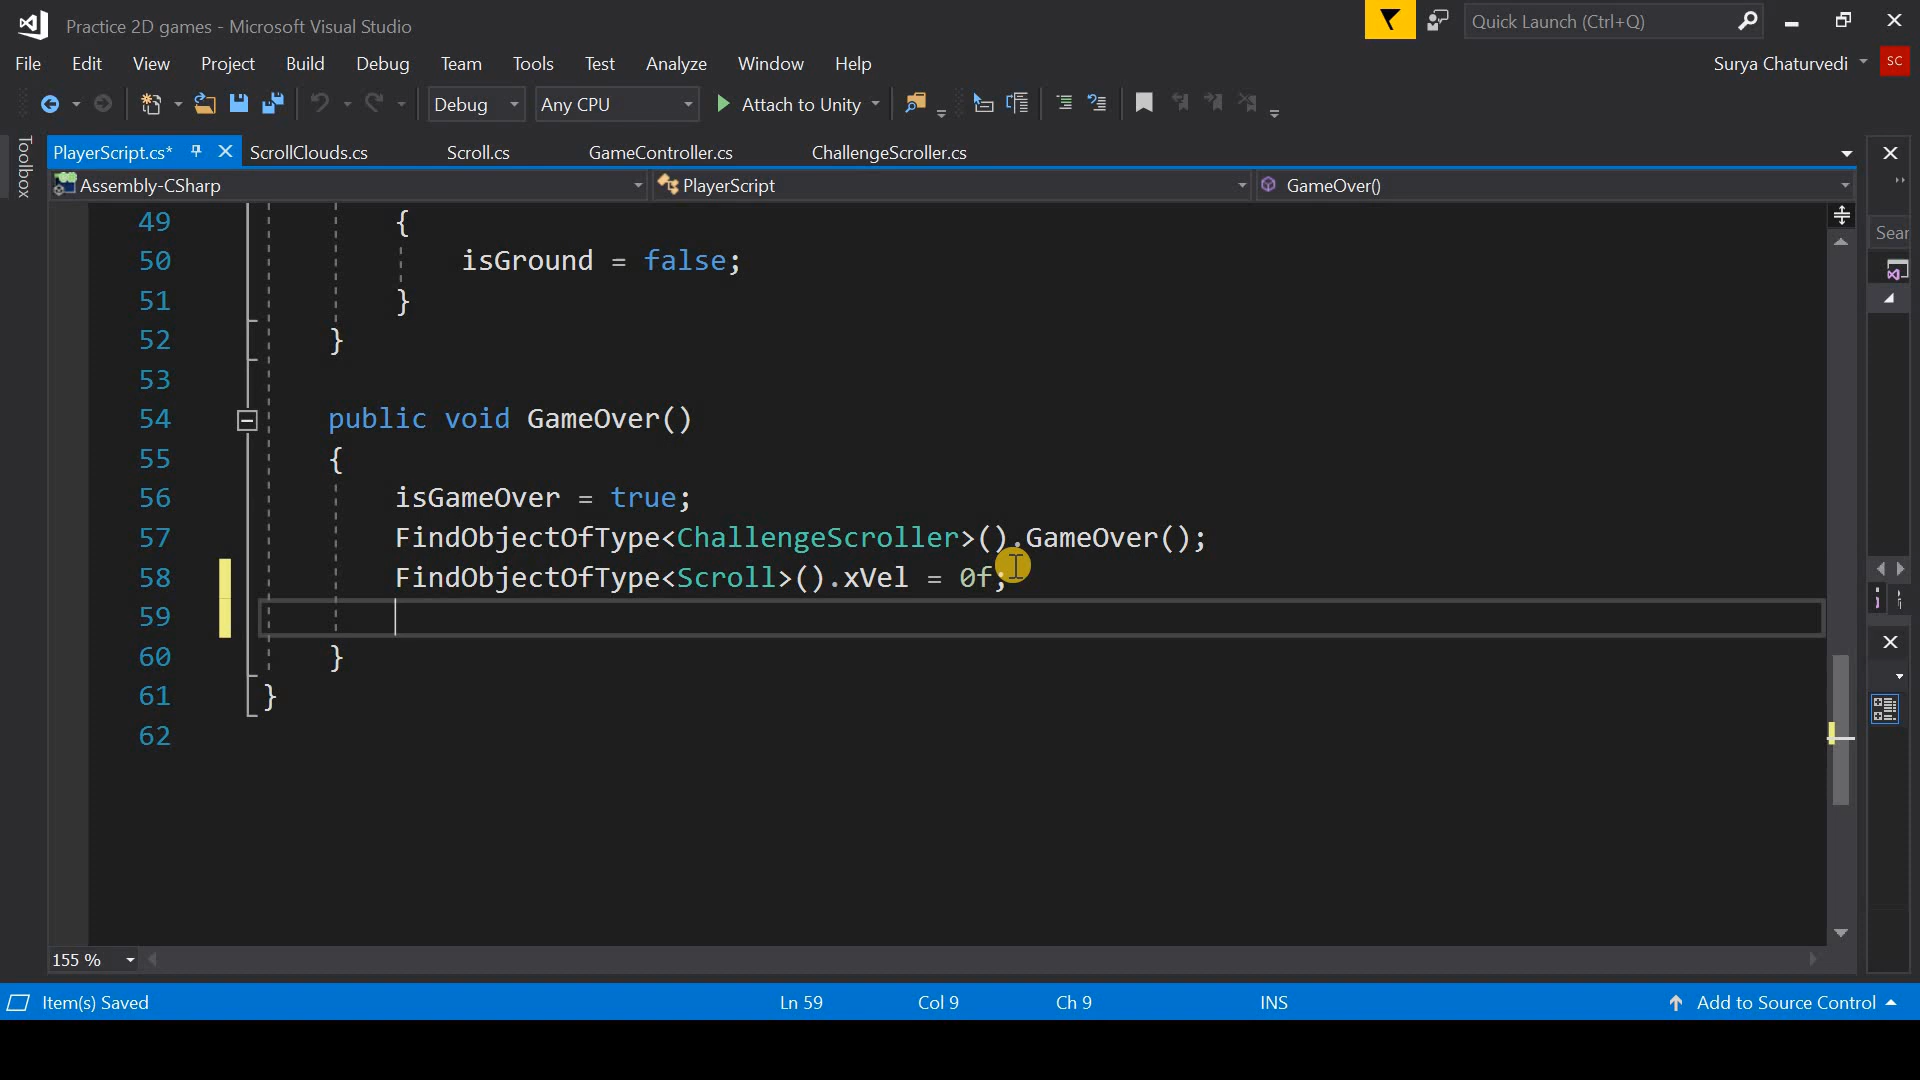 Practice 2D games - Microsoft Visual Studio
Quick Launch (Ctrl+Q)
File Edit View Project Build Debug Team Tools Test Analyze Window Help
Surya Chaturvedi SC
Debug Any CPU Attach to Unity
Toolbox
PlayerScript.cs* ScrollClouds.cs Scroll.cs GameController.cs ChallengeScroller.cs
Assembly-CSharp PlayerScript GameOver()
Sear
49 {
50 isGround = false;
51 }
52 }
53
54 public void GameOver()
55 {
56 isGameOver = true;
57 FindObjectOfType<ChallengeScroller>().GameOver();
58 FindObjectOfType<Scroll>().xVel = 0f;
59
60 }
61 }
62
155 %
Item(s) Saved Ln 59 Col 9 Ch 9 INS Add to Source Control